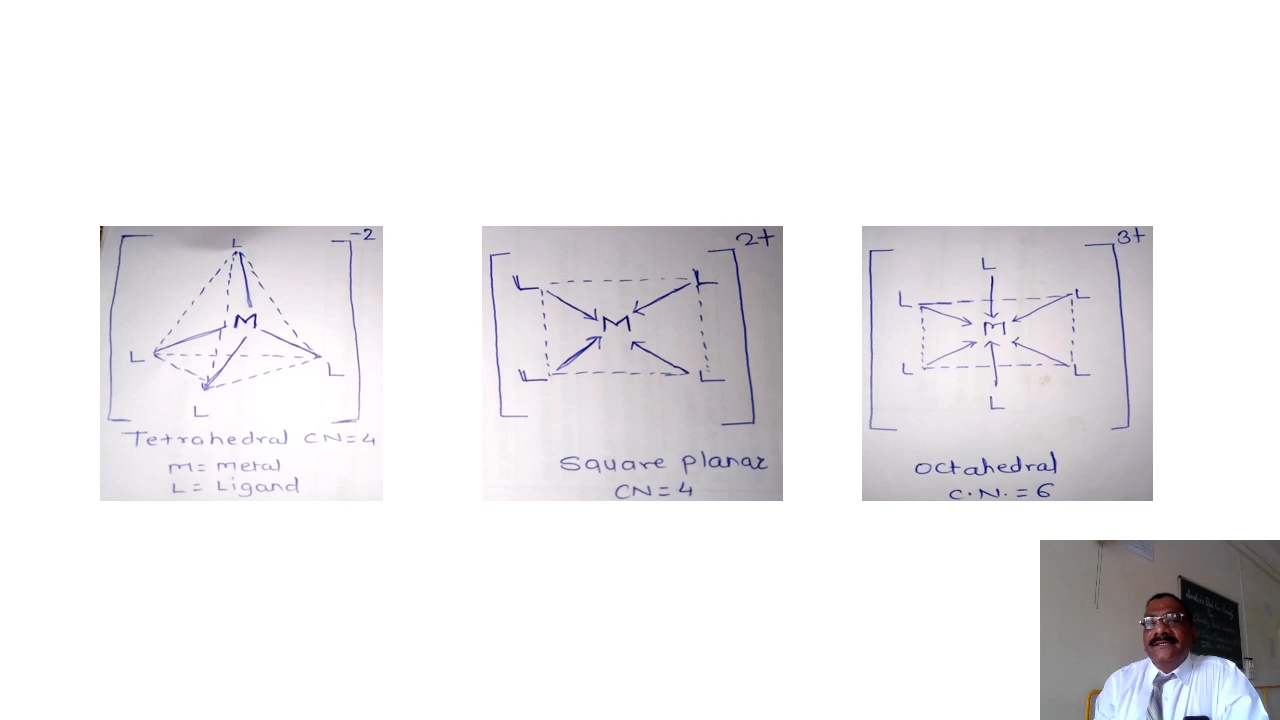 L
M
L
L
L
-2
Tetrahedral CN=4
M= Metal
L= Ligand
L
L
M
L
L
2+
Square planar
CN=4
L
L
L
M
L
L
L
3+
Octahedral
C.N.=6